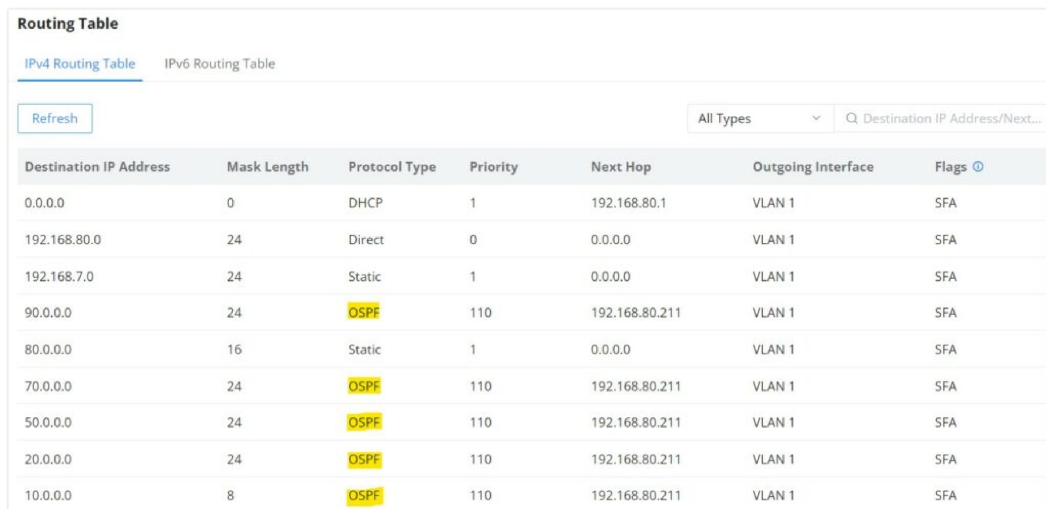 Routing Table
IPv4 Routing Table IPv6 Routing Table
Refresh All Types Destination IP Address/Next...
Destination IP Address Mask Length Protocol Type Priority Next Hop Outgoing Interface Flags
0.0.0.0 0 DHCP 1 192.168.80.1 VLAN 1 SFA
192.168.80.0 24 Direct 0 0.0.0.0 VLAN 1 SFA
192.168.7.0 24 Static 1 0.0.0.0 VLAN 1 SFA
90.0.0.0 24 OSPF 110 192.168.80.211 VLAN 1 SFA
80.0.0.0 16 Static 1 0.0.0.0 VLAN 1 SFA
70.0.0.0 24 OSPF 110 192.168.80.211 VLAN 1 SFA
50.0.0.0 24 OSPF 110 192.168.80.211 VLAN 1 SFA
20.0.0.0 24 OSPF 110 192.168.80.211 VLAN 1 SFA
10.0.0.0 8 OSPF 110 192.168.80.211 VLAN 1 SFA